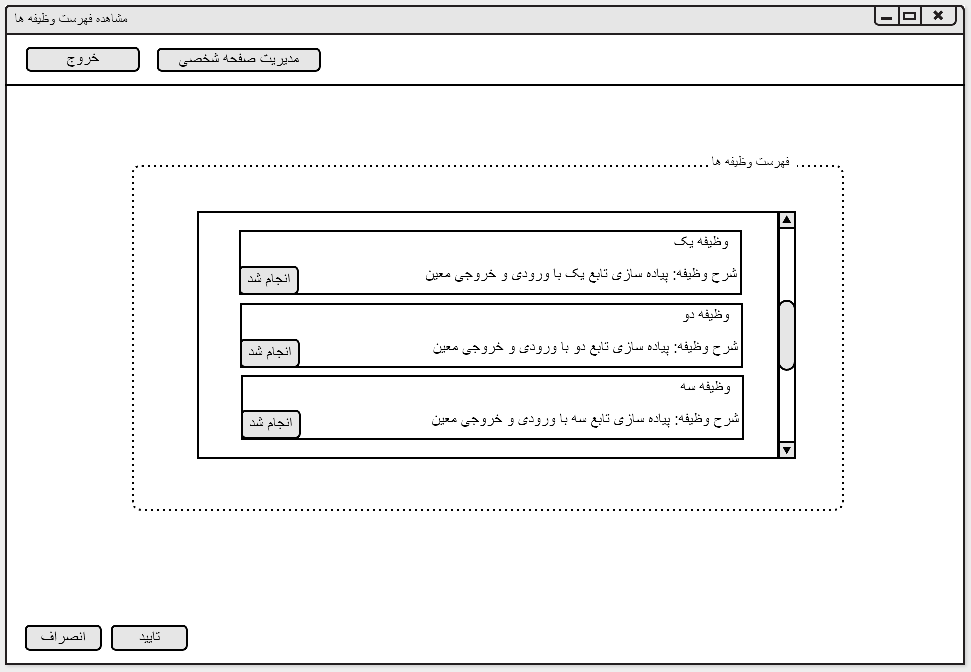 مشاهده فهرست وظیفه ها
مدیریت صفحه شخصی
خروج
فهرست وظیفه ها
وظیفه یک
شرح وظیفه: پیاده سازی تابع یک با ورودی و خروجی معین
انجام شد
وظیفه دو
شرح وظیفه: پیاده سازی تابع دو با ورودی و خروجی معین
انجام شد
وظیفه سه
شرح وظیفه: پیاده سازی تابع سه با ورودی و خروجی معین
انجام شد
تایید
انصراف